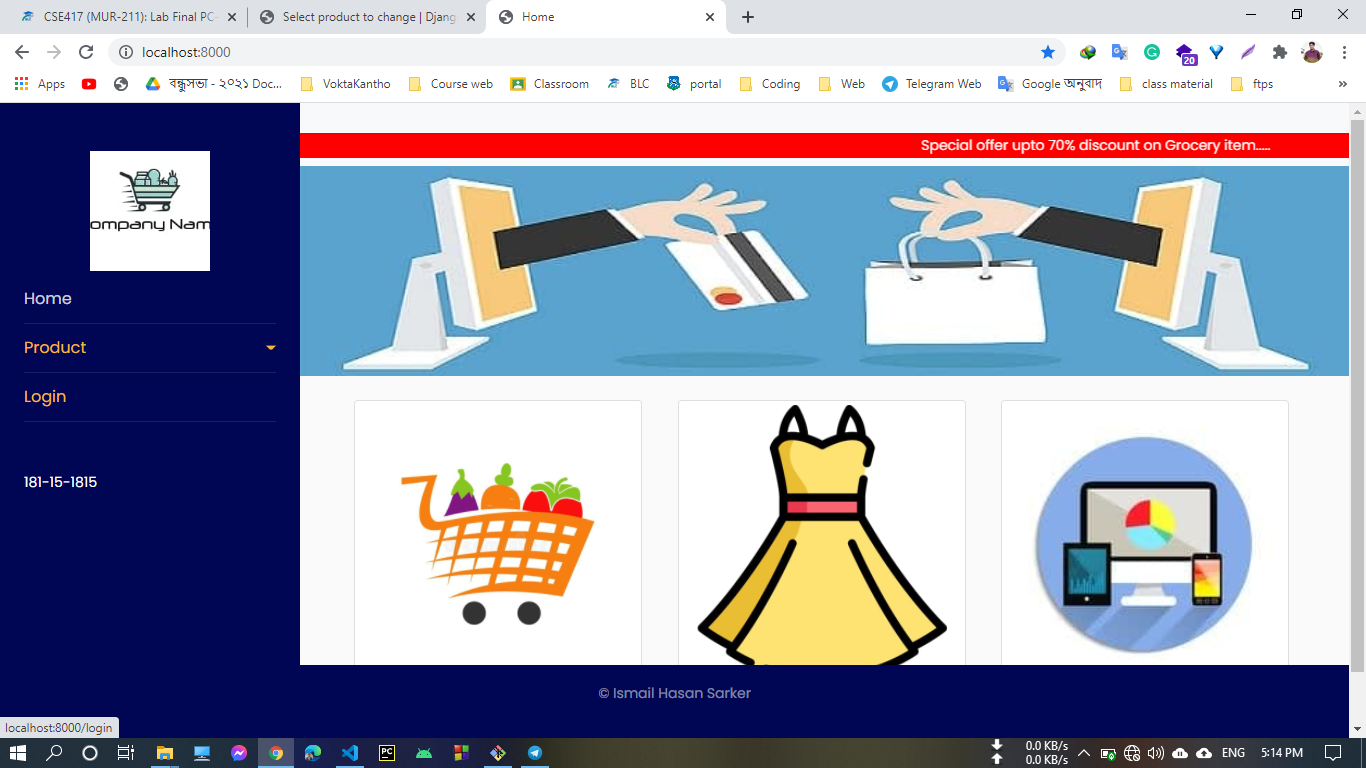 CSE417 (MUR-211): Lab Final PC-
Select product to change | Djang
Home
localhost:8000
20
Apps
বন্ধুসভা - ২০২১ Doc...
VoktaKantho
Course web
Classroom
BLC
portal
Coding
Web
Telegram Web
Google অনুবাদ
class material
ftps
»
Special offer upto 70% discount on Grocery item.....
ompany Nam
Home
Product
Login
181-15-1815
© Ismail Hasan Sarker
localhost:8000/login
PC
0.0 KB/s
0.0 KB/s
ENG
5:14 PM